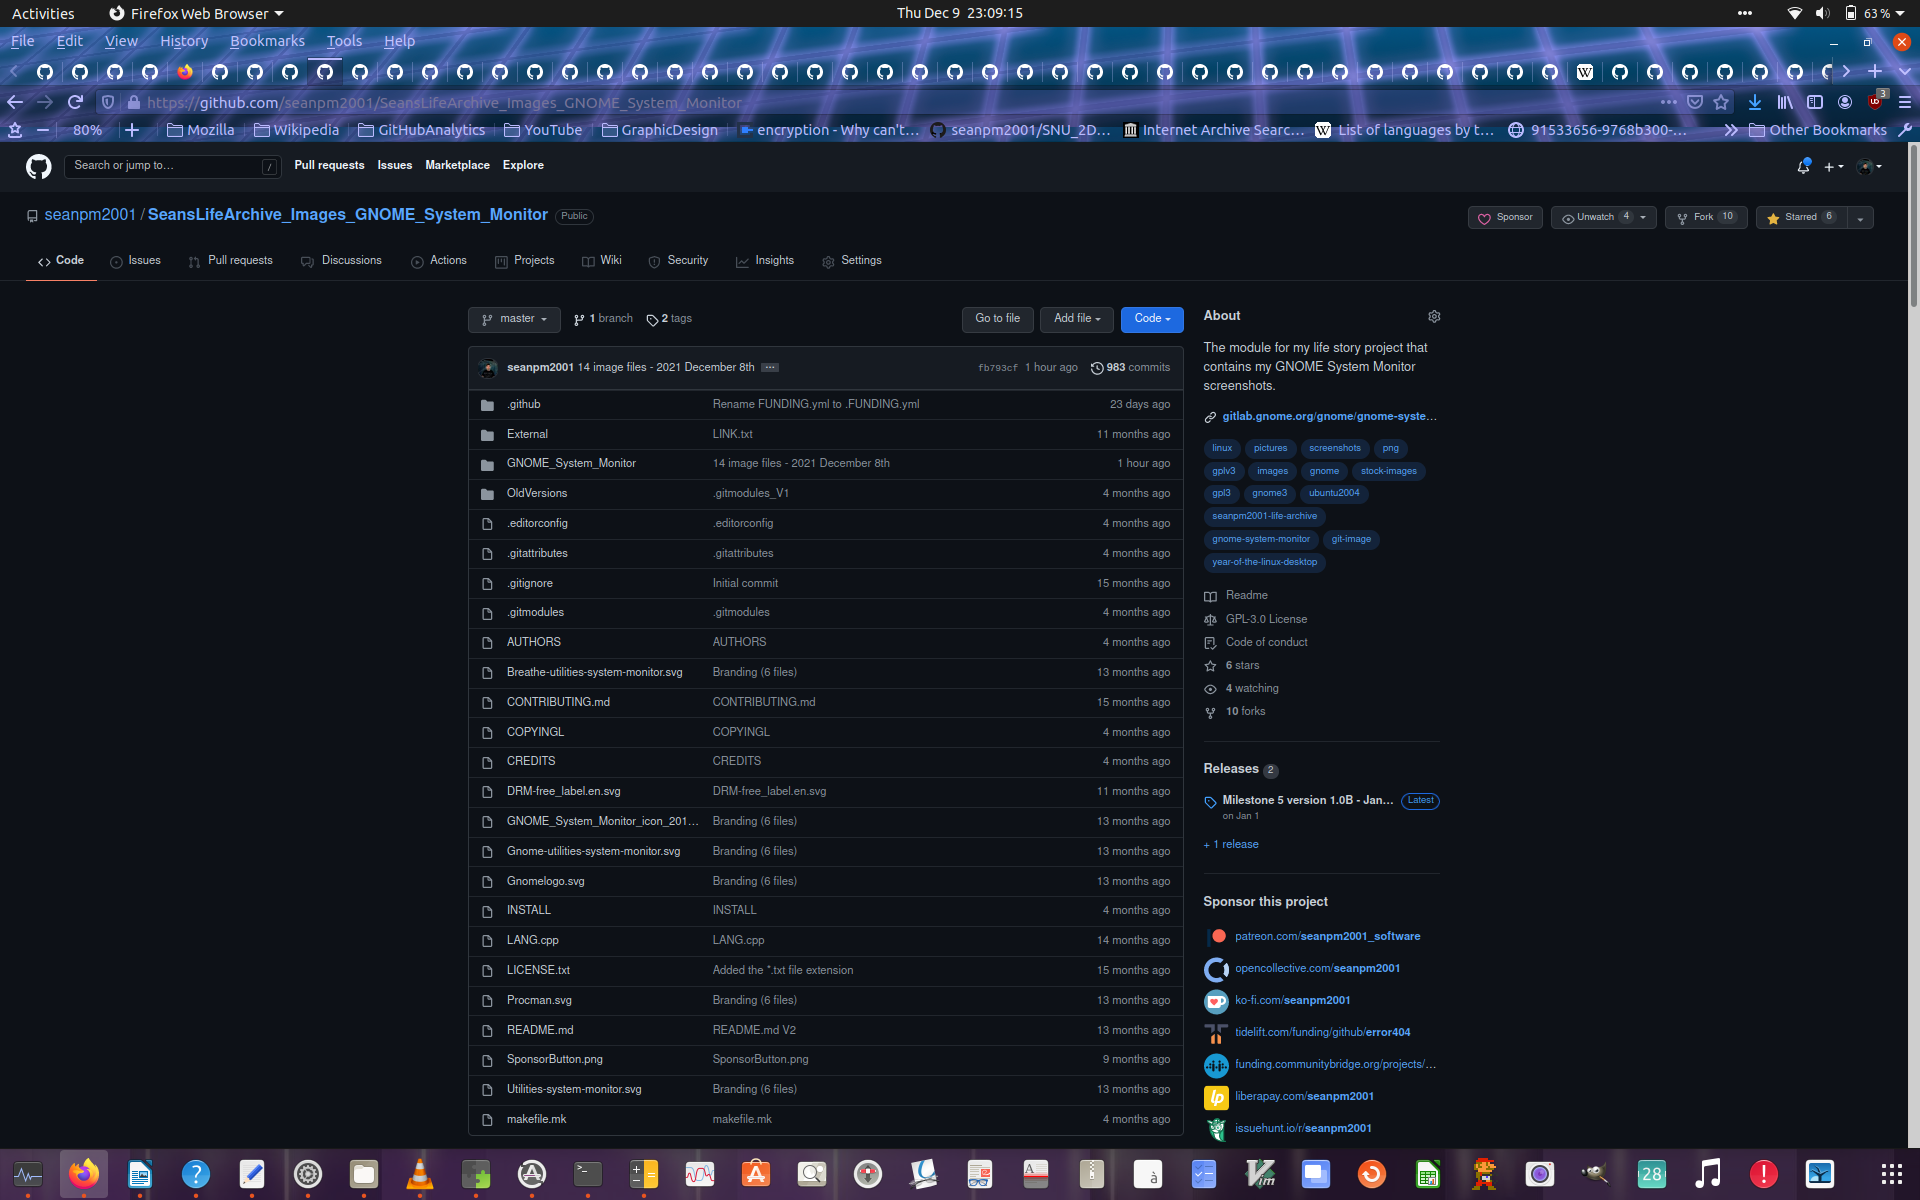 Activities Firefox Web Browser Thu Dec 9 23:09:15 63 %
File Edit View History Bookmarks Tools Help
https://github.com/seanpm2001/SeansLifeArchive_Images_GNOME_System_Monitor 3
80% Mozilla Wikipedia GitHubAnalytics YouTube GraphicDesign encryption - Why can't… seanpm2001/SNU_2D… Internet Archive Searc… List of languages by t… 91533656-9768b300-… Other Bookmarks
Search or jump to… / Pull requests Issues Marketplace Explore
seanpm2001 / SeansLifeArchive_Images_GNOME_System_Monitor Public Sponsor Unwatch 4 Fork 10 Starred 6
Code Issues Pull requests Discussions Actions Projects Wiki Security Insights Settings
master 1 branch 2 tags Go to file Add file Code
seanpm2001 14 image files - 2021 December 8th fb793cf 1 hour ago 983 commits
.github Rename FUNDING.yml to .FUNDING.yml 23 days ago
External LINK.txt 11 months ago
GNOME_System_Monitor 14 image files - 2021 December 8th 1 hour ago
OldVersions .gitmodules_V1 4 months ago
.editorconfig .editorconfig 4 months ago
.gitattributes .gitattributes 4 months ago
.gitignore Initial commit 15 months ago
.gitmodules .gitmodules 4 months ago
AUTHORS AUTHORS 4 months ago
Breathe-utilities-system-monitor.svg Branding (6 files) 13 months ago
CONTRIBUTING.md CONTRIBUTING.md 15 months ago
COPYINGL COPYINGL 4 months ago
CREDITS CREDITS 4 months ago
DRM-free_label.en.svg DRM-free_label.en.svg 11 months ago
GNOME_System_Monitor_icon_201… Branding (6 files) 13 months ago
Gnome-utilities-system-monitor.svg Branding (6 files) 13 months ago
Gnomelogo.svg Branding (6 files) 13 months ago
INSTALL INSTALL 4 months ago
LANG.cpp LANG.cpp 14 months ago
LICENSE.txt Added the *.txt file extension 15 months ago
Procman.svg Branding (6 files) 13 months ago
README.md README.md V2 13 months ago
SponsorButton.png SponsorButton.png 9 months ago
Utilities-system-monitor.svg Branding (6 files) 13 months ago
makefile.mk makefile.mk 4 months ago
About
The module for my life story project that
contains my GNOME System Monitor
screenshots.
gitlab.gnome.org/gnome/gnome-syste…
linux pictures screenshots png
gplv3 images gnome stock-images
gpl3 gnome3 ubuntu2004
seanpm2001-life-archive
gnome-system-monitor git-image
year-of-the-linux-desktop
Readme
GPL-3.0 License
Code of conduct
6 stars
4 watching
10 forks
Releases 2
Milestone 5 version 1.0B - Jan… Latest
on Jan 1
+ 1 release
Sponsor this project
patreon.com/seanpm2001_software
opencollective.com/seanpm2001
ko-fi.com/seanpm2001
tidelift.com/funding/github/error404
funding.communitybridge.org/projects/…
liberapay.com/seanpm2001
issuehunt.io/r/seanpm2001
28